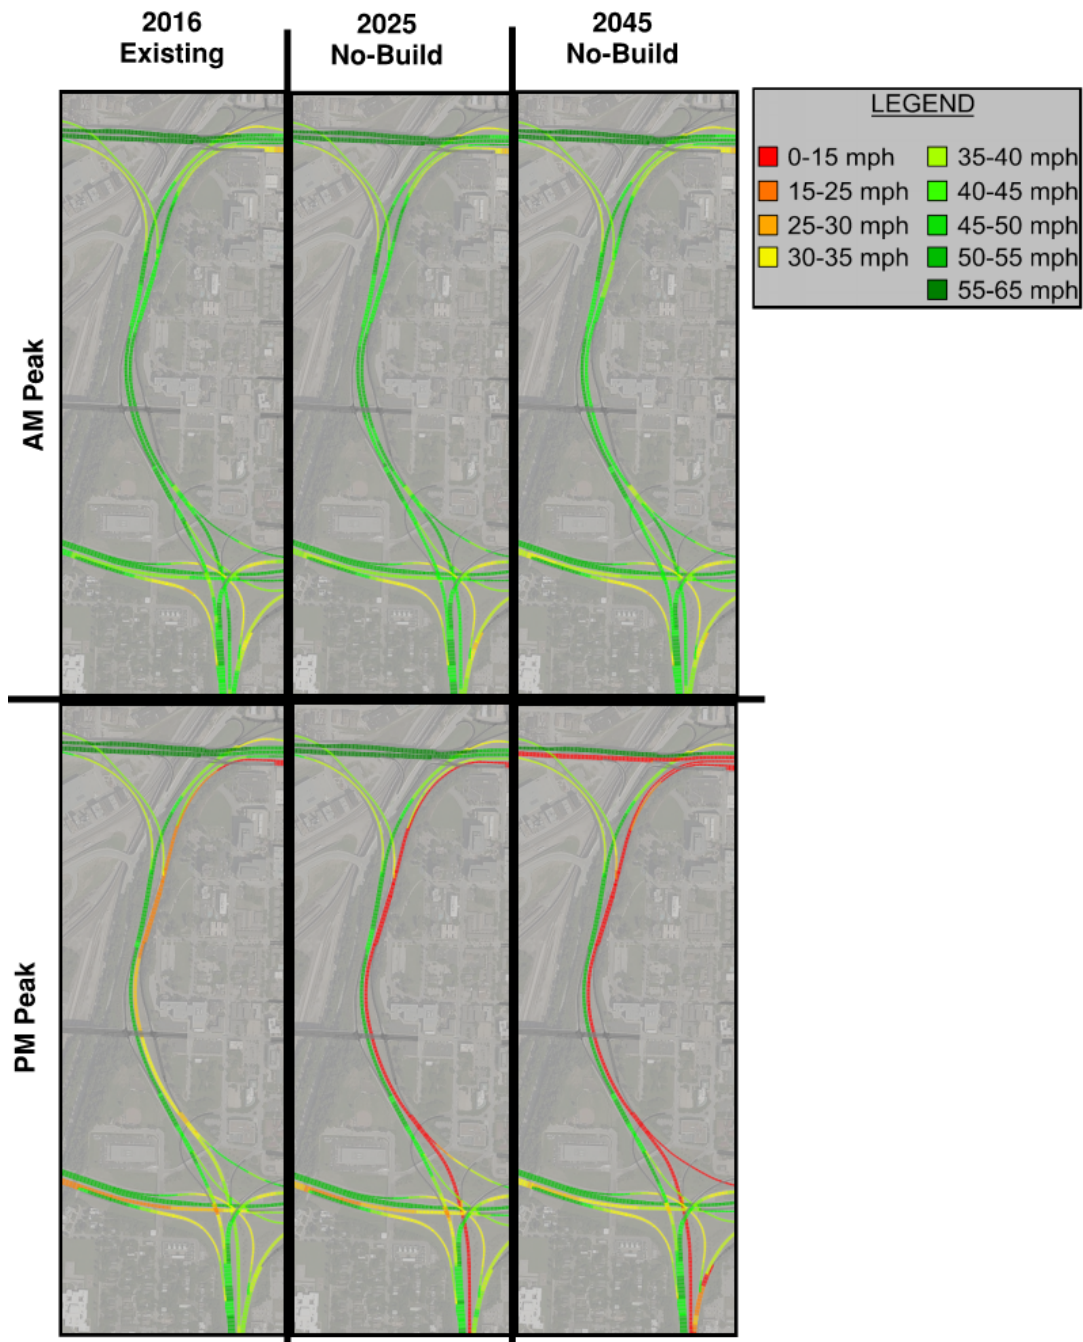 2016
Existing
2025
No-Build
2045
No-Build
LEGEND
0-15 mph
15-25 mph
25-30 mph
30-35 mph
35-40 mph
40-45 mph
45-50 mph
50-55 mph
55-65 mph
AM Peak
PM Peak